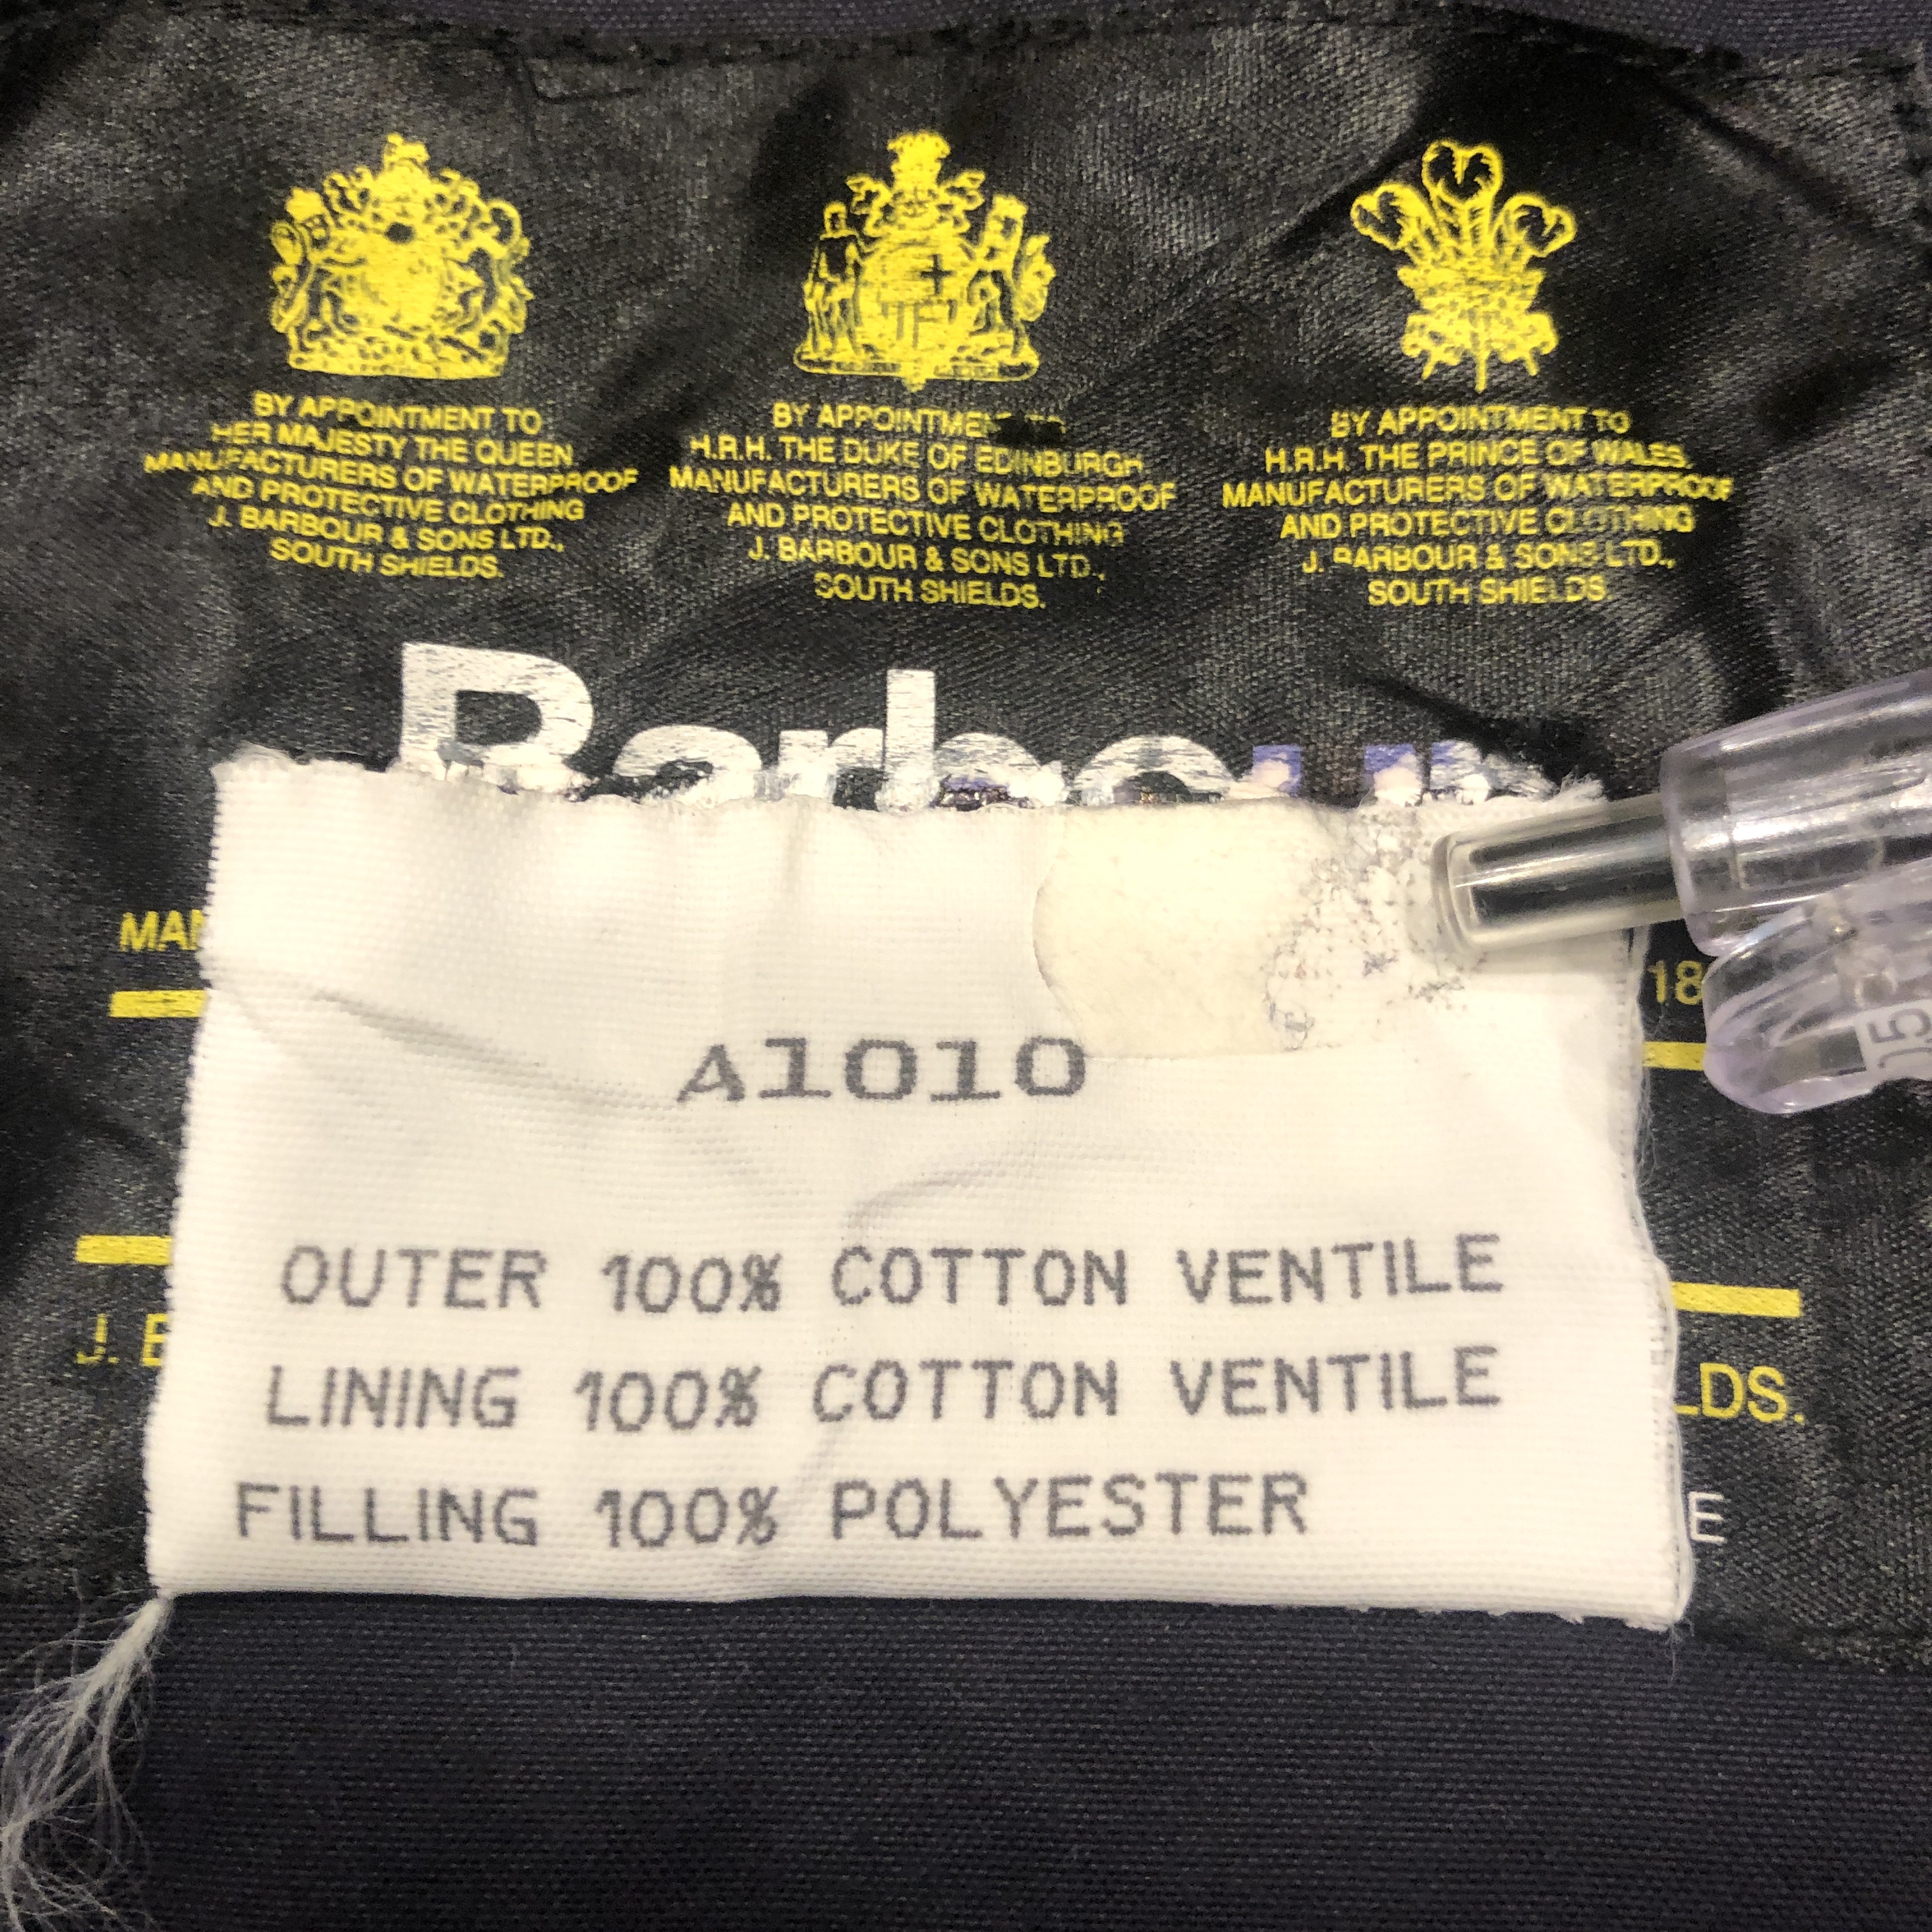 BY APPOINTMENT TO
HER MAJESTY THE QUEEN.
MANUFACTURERS OF WATERPROOF
AND PROTECTIVE CLOTHING
J. BARBOUR & SONS LTD.,
SOUTH SHIELDS.
BY APPOINTMENT TO
H.R.H. THE DUKE OF EDINBURGH.
MANUFACTURERS OF WATERPROOF
AND PROTECTIVE CLOTHING
J. BARBOUR & SONS LTD.,
SOUTH SHIELDS.
BY APPOINTMENT TO
H.R.H. THE PRINCE OF WALES.
MANUFACTURERS OF WATERPROOF
AND PROTECTIVE CLOTHING
J. BARBOUR & SONS LTD.,
SOUTH SHIELDS.
Barbour
A1010
OUTER 100% COTTON VENTILE
LINING 100% COTTON VENTILE
FILLING 100% POLYESTER